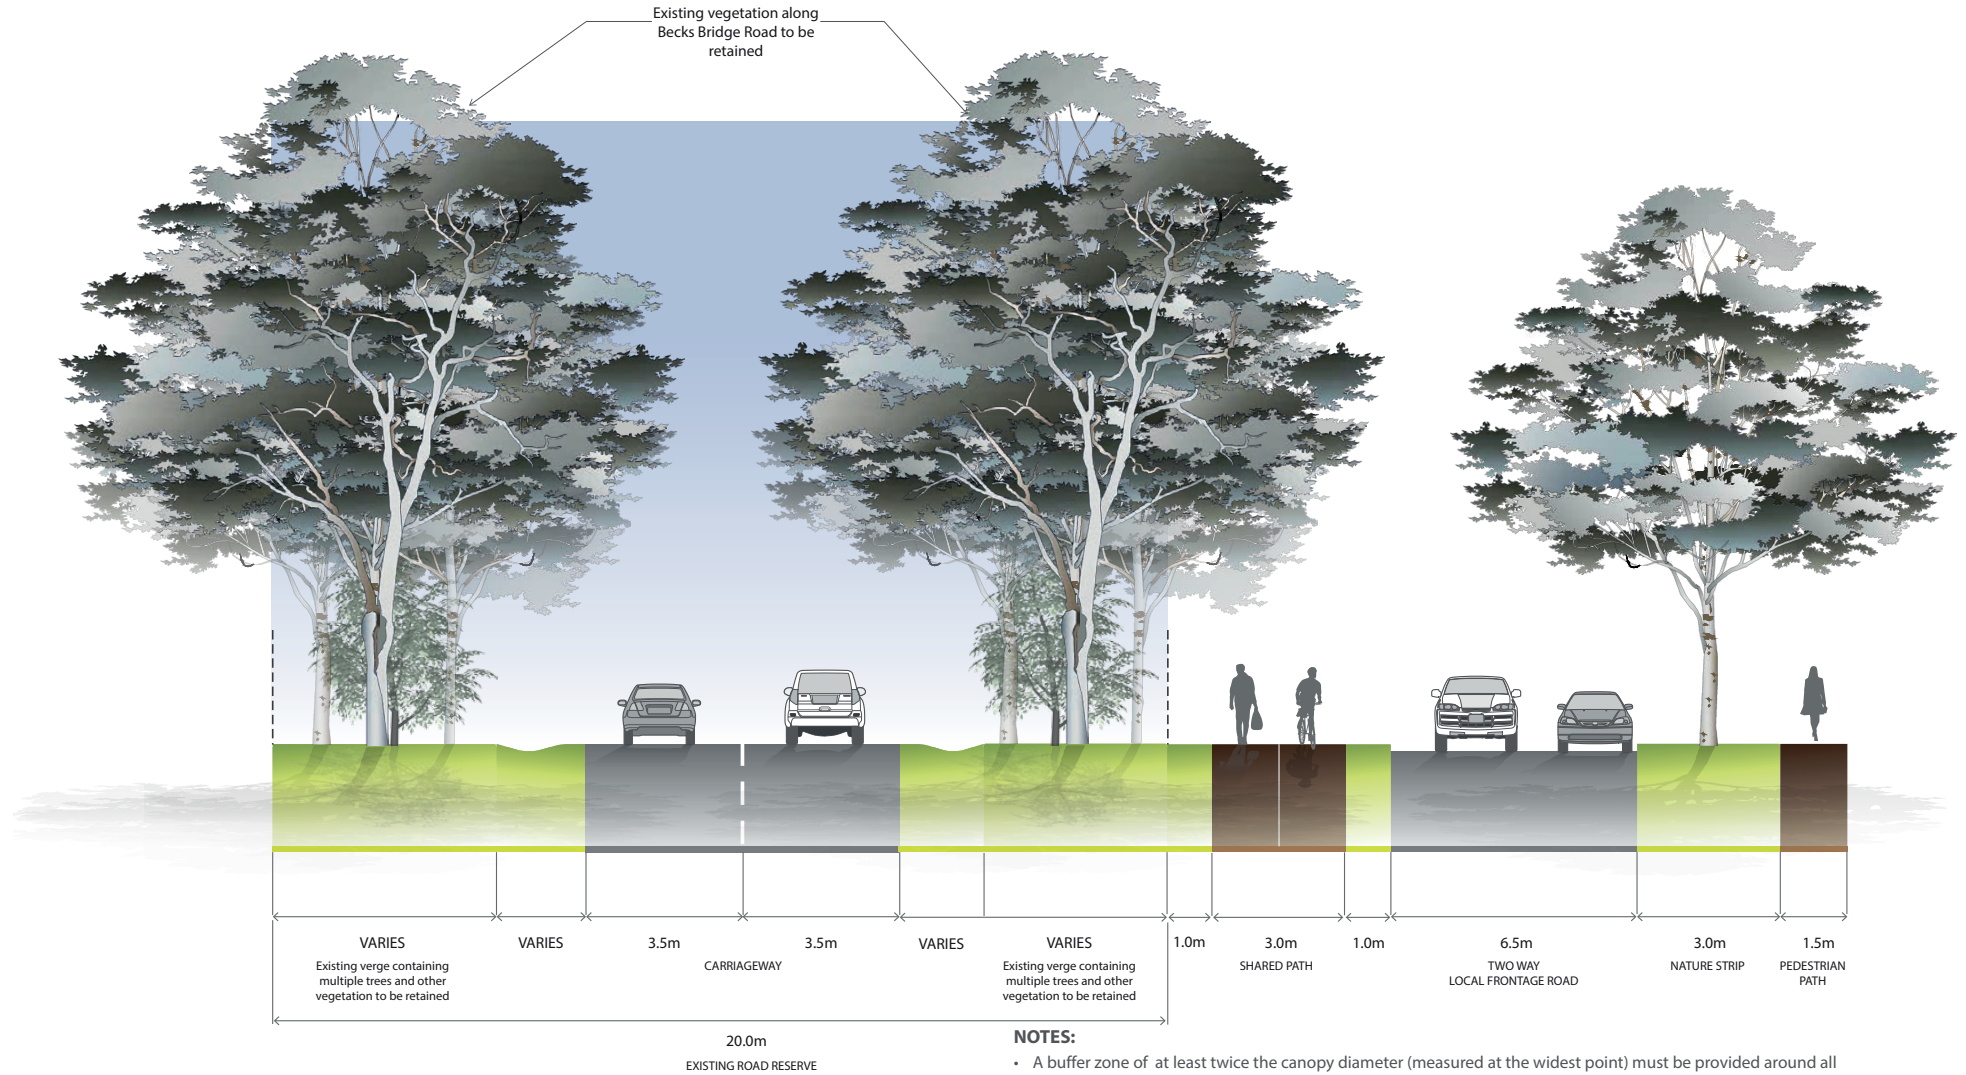 Existing vegetation along
Becks Bridge Road to be
retained
VARIES
Existing verge containing
multiple trees and other
vegetation to be retained
VARIES
3.5m
3.5m
CARRIAGEWAY
VARIES
VARIES
Existing verge containing
multiple trees and other
vegetation to be retained
1.0m
3.0m
SHARED PATH
1.0m
6.5m
TWO WAY
LOCAL FRONTAGE ROAD
3.0m
NATURE STRIP
1.5m
PEDESTRIAN
PATH
20.0m
EXISTING ROAD RESERVE
NOTES:
• A buffer zone of at least twice the canopy diameter (measured at the widest point) must be provided around all